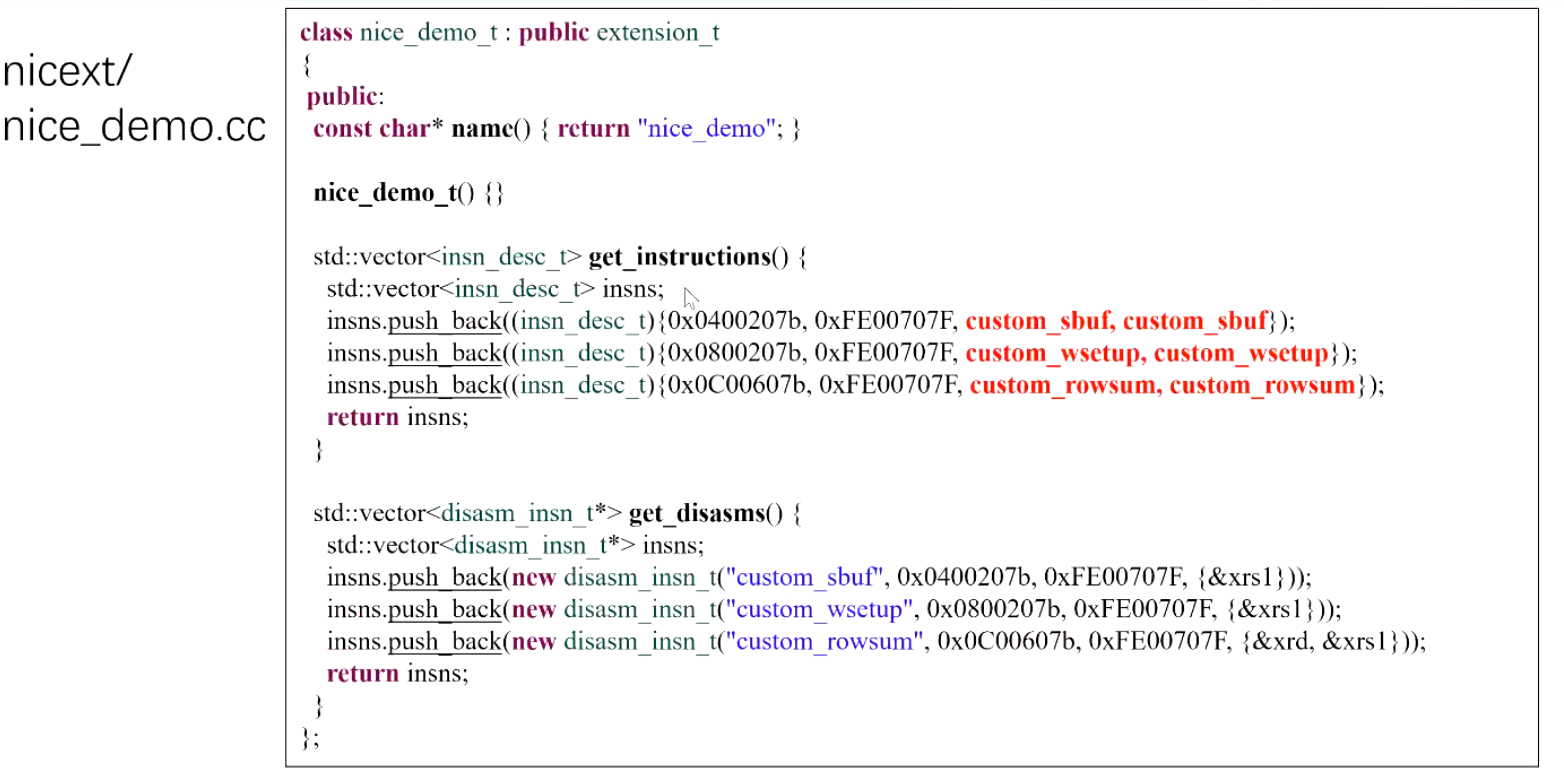 nicext/
nice_demo.cc
class nice_demo_t : public extension_t
{
public:
const char* name() { return "nice_demo"; }
nice_demo_t() {}
std::vector<insn_desc_t> get_instructions() {
std::vector<insn_desc_t> insns;
insns.push_back((insn_desc_t){0x0400207b, 0xFE00707F, custom_sbuf, custom_sbuf});
insns.push_back((insn_desc_t){0x0800207b, 0xFE00707F, custom_wsetup, custom_wsetup});
insns.push_back((insn_desc_t){0x0C00607b, 0xFE00707F, custom_rowsum, custom_rowsum});
return insns;
}
std::vector<disasm_insn_t*> get_disasms() {
std::vector<disasm_insn_t*> insns;
insns.push_back(new disasm_insn_t("custom_sbuf", 0x0400207b, 0xFE00707F, {&xrs1}));
insns.push_back(new disasm_insn_t("custom_wsetup", 0x0800207b, 0xFE00707F, {&xrs1}));
insns.push_back(new disasm_insn_t("custom_rowsum", 0x0C00607b, 0xFE00707F, {&xrd, &xrs1}));
return insns;
}
};